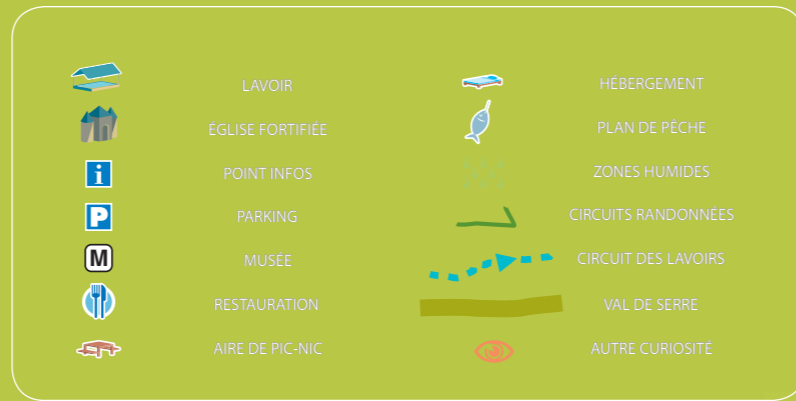 LAVOIR
ÉGLISE FORTIFIÉE
i
POINT INFOS
P
PARKING
M
MUSÉE
RESTAURATION
AIRE DE PIC-NIC
HÉBERGEMENT
PLAN DE PÊCHE
ZONES HUMIDES
CIRCUITS RANDONNÉES
CIRCUIT DES LAVOIRS
VAL DE SERRE
AUTRE CURIOSITÉ